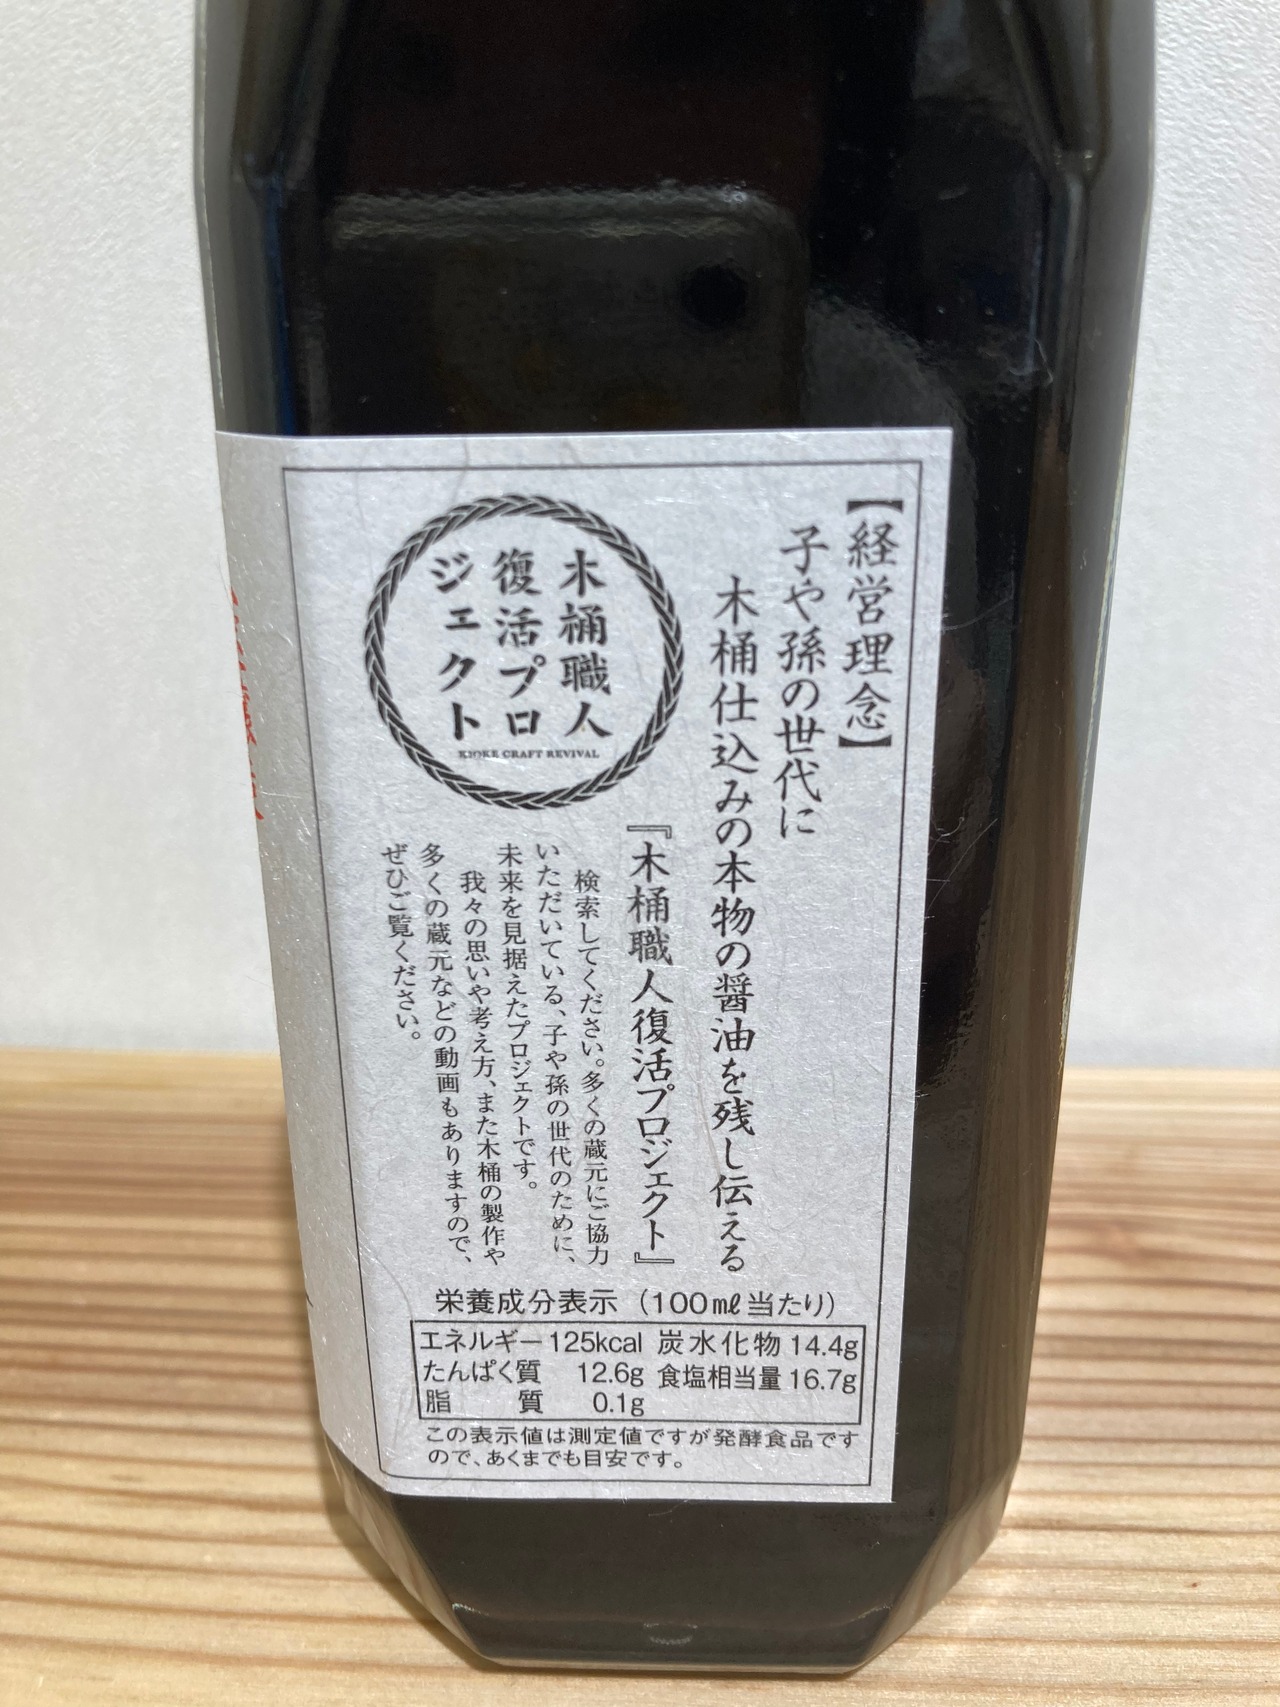 【経営理念】
子や孫の世代に
木桶仕込みの本物の醤油を残し伝える
木桶職人
復活プロ
ジェクト
KIOKE CRAFT REVIVAL
『木桶職人復活プロジェクト』
検索してください。多くの蔵元にご協力
いただいている、子や孫の世代のために、
未来を見据えたプロジェクトです。
我々の思いや考え方、また木桶の製作や
多くの蔵元などの動画もありますので、
ぜひご覧ください。
栄養成分表示（100㎖当たり）
エネルギー 125kcal 炭水化物 14.4g
たんぱく質 12.6g 食塩相当量 16.7g
脂質 0.1g
この表示値は測定値ですが発酵食品です
ので、あくまでも目安です。